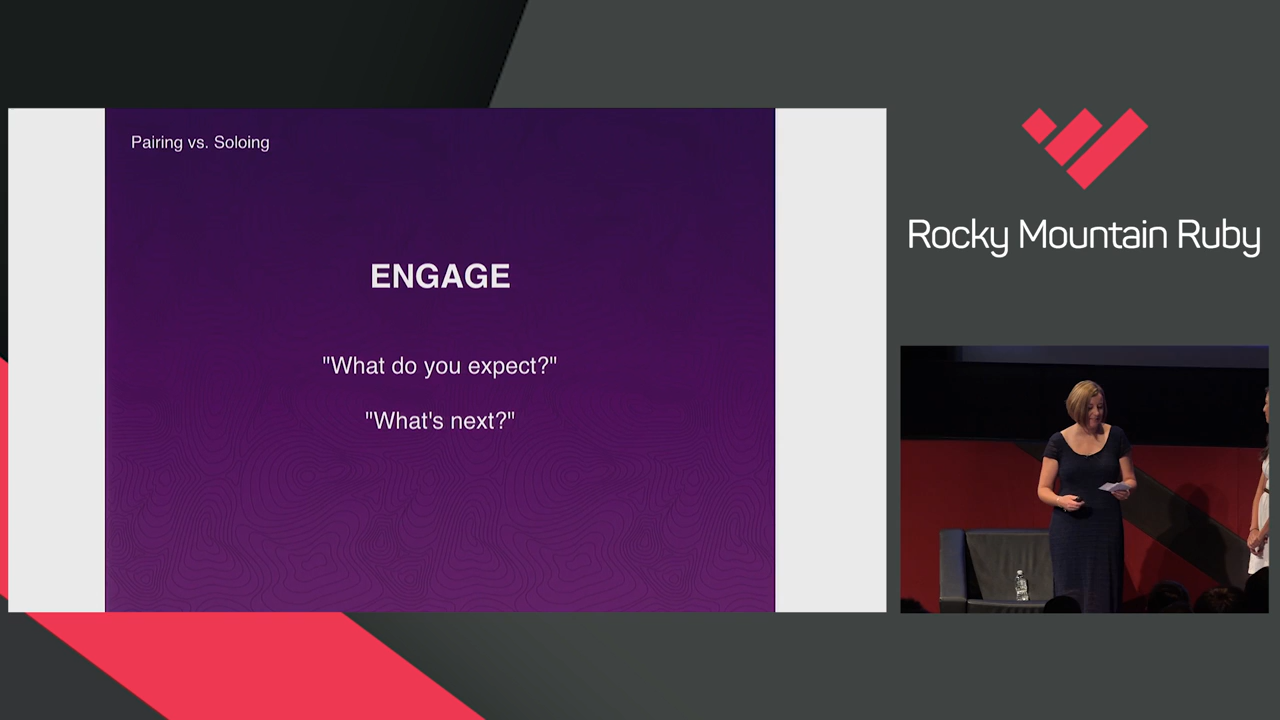 Pairing vs. Soloing
ENGAGE
"What do you expect?"
"What's next?"
Rocky Mountain Ruby